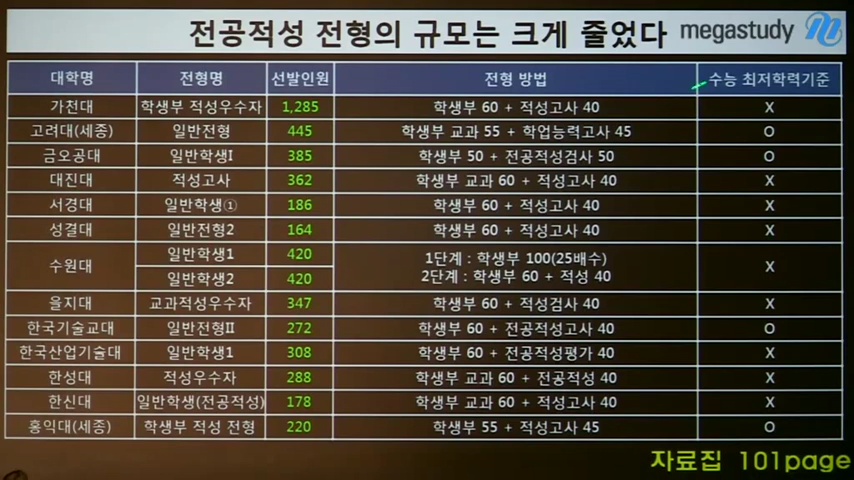 전공적성 전형의 규모는 크게 줄었다 megastudy
대학명 전형명 선발인원 전형 방법 수능 최저학력기준
가천대 학생부 적성우수자 1,285 학생부 60 + 적성고사 40 X
고려대(세종) 일반전형 445 학생부 교과 55 + 학업능력고사 45 O
금오공대 일반학생Ⅰ 385 학생부 50 + 전공적성검사 50 O
대진대 적성고사 362 학생부 교과 60 + 적성고사 40 X
서경대 일반학생① 186 학생부 60 + 적성고사 40 X
성결대 일반전형2 164 학생부 60 + 적성고사 40 X
수원대 일반학생1 420 1단계 : 학생부 100(25배수) X
일반학생2 420 2단계 : 학생부 60 + 적성 40
을지대 교과적성우수자 347 학생부 60 + 적성검사 40 X
한국기술교대 일반전형Ⅱ 272 학생부 60 + 전공적성고사 40 O
한국산업기술대 일반학생1 308 학생부 60 + 전공적성평가 40 X
한성대 적성우수자 288 학생부 교과 60 + 전공적성 40 X
한신대 일반학생(전공적성) 178 학생부 교과 60 + 적성고사 40 X
홍익대(세종) 학생부 적성 전형 220 학생부 55 + 적성고사 45 O
자료집 101page